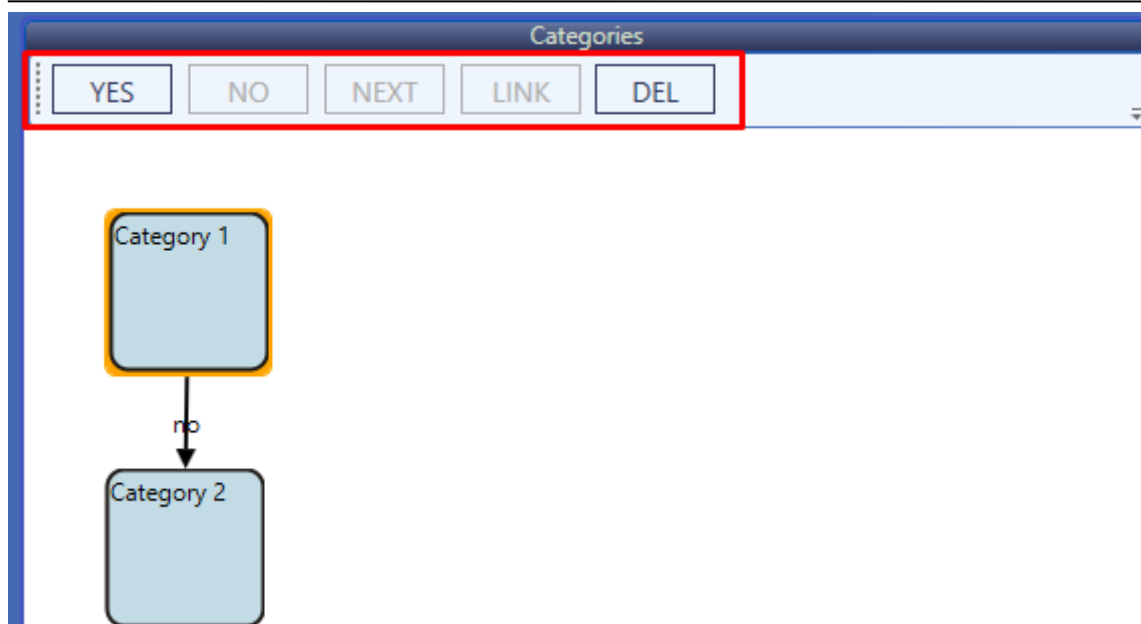 Categories
YES NO NEXT LINK DEL
Category 1
no
Category 2